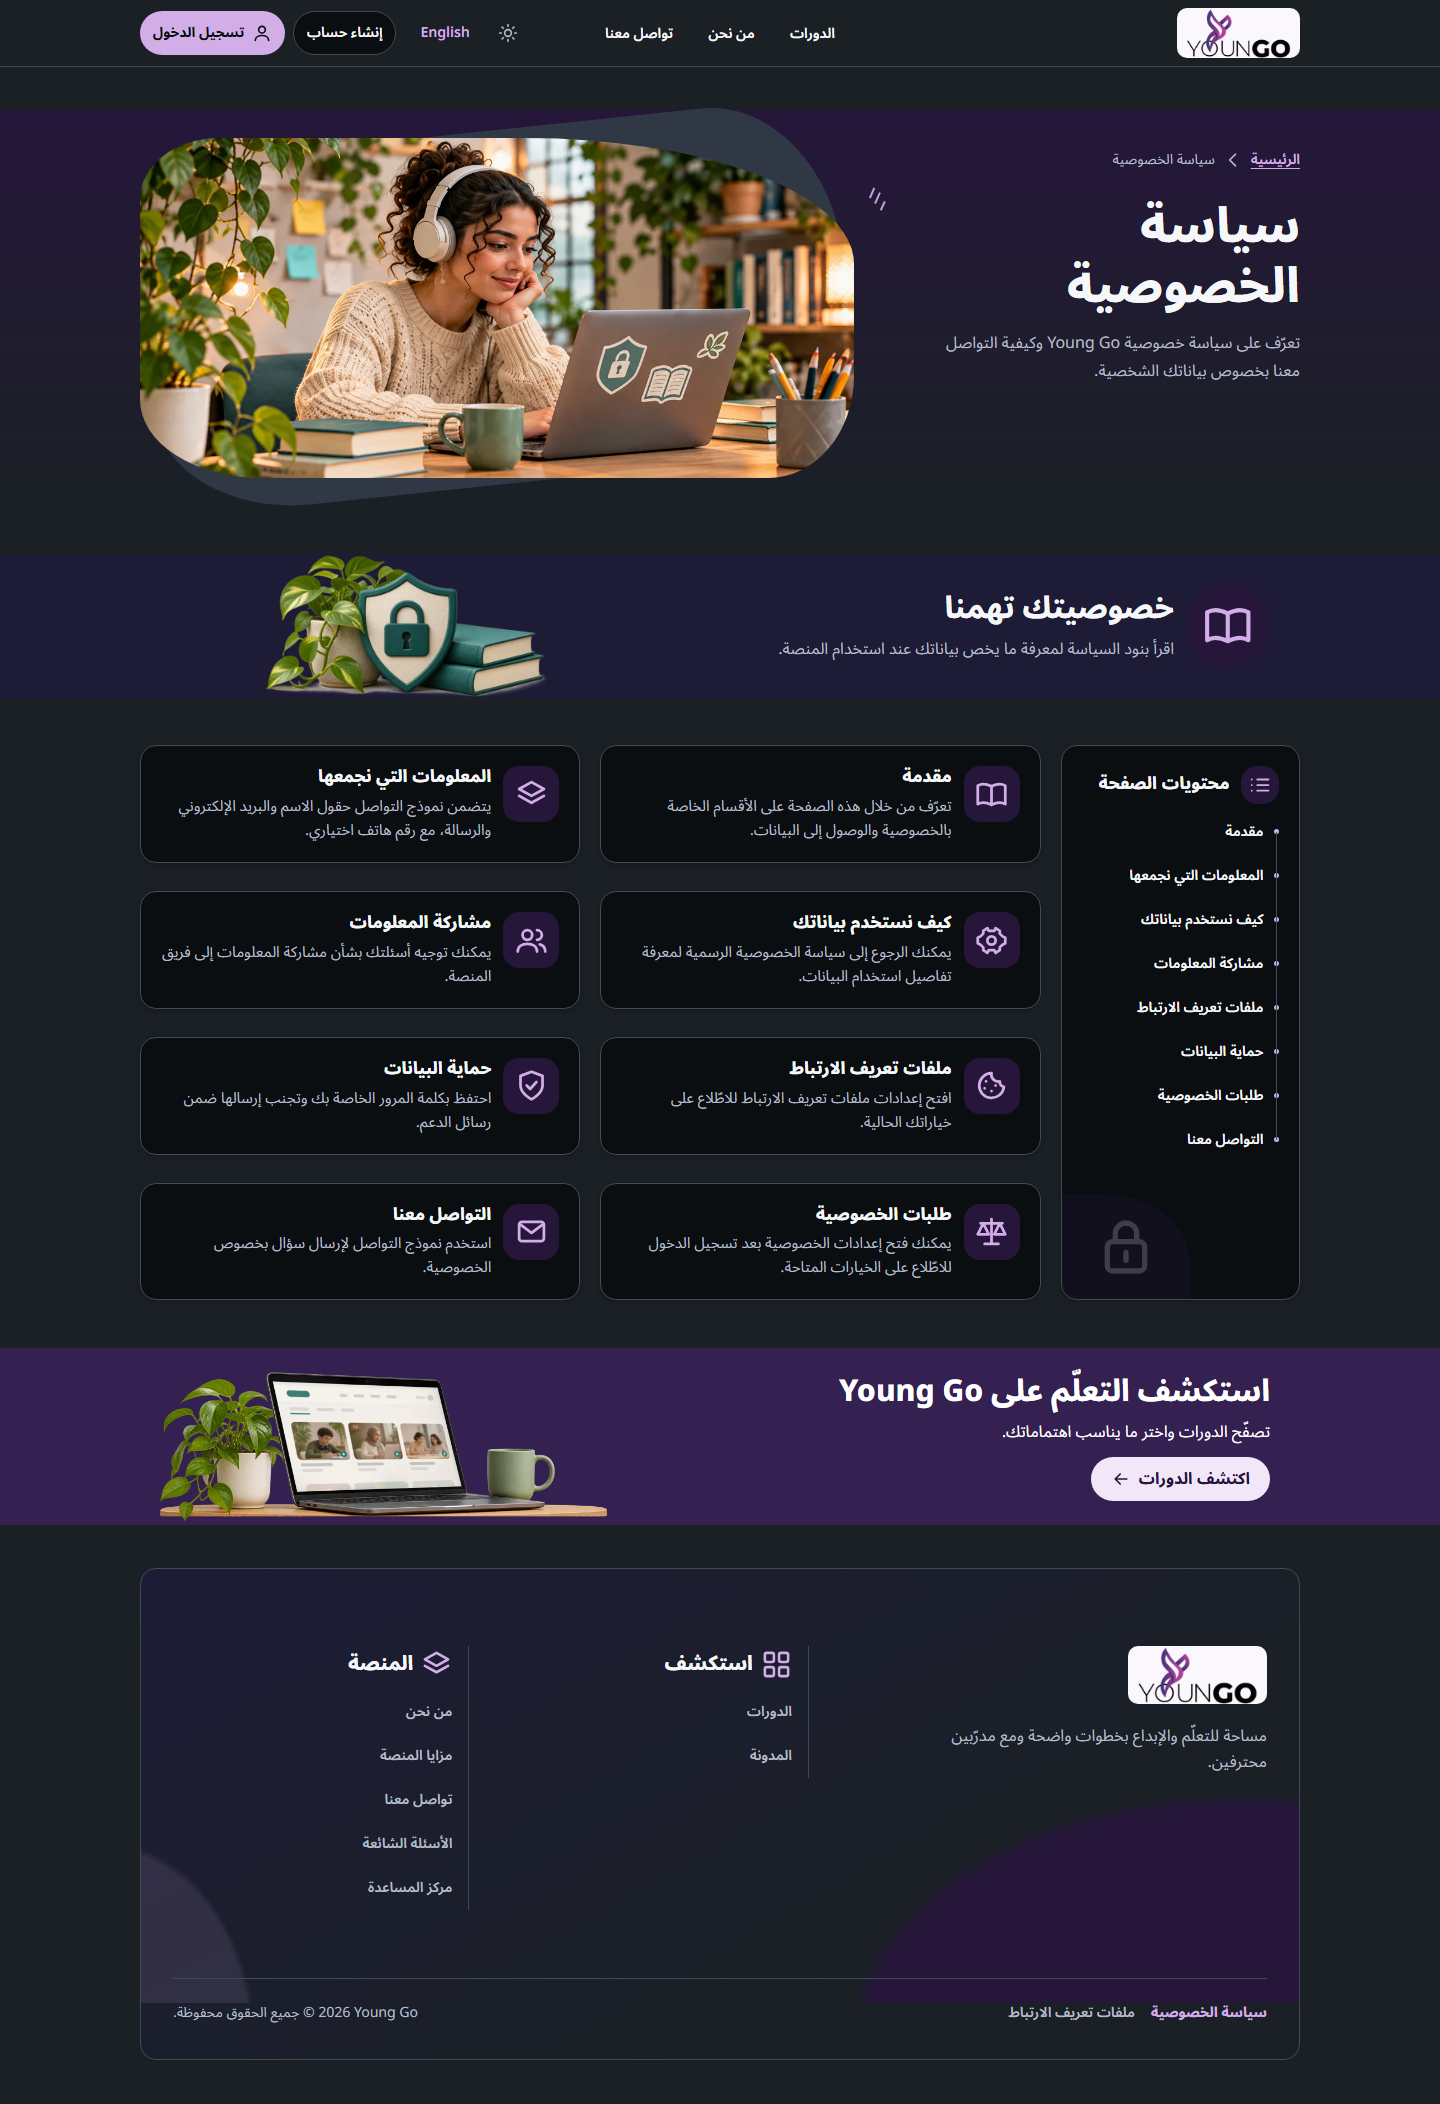 YOUNGO
الدورات
من نحن
تواصل معنا
English
إنشاء حساب
تسجيل الدخول
الرئيسية
سياسة الخصوصية
سياسة
الخصوصية
تعرّف على سياسة خصوصية Young Go وكيفية التواصل
معنا بخصوص بياناتك الشخصية.
خصوصيتك تهمنا
اقرأ بنود السياسة لمعرفة ما يخص بياناتك عند استخدام المنصة.
محتويات الصفحة
مقدمة
المعلومات التي نجمعها
كيف نستخدم بياناتك
مشاركة المعلومات
ملفات تعريف الارتباط
حماية البيانات
طلبات الخصوصية
التواصل معنا
مقدمة
تعرّف من خلال هذه الصفحة على الأقسام الخاصة
بالخصوصية والوصول إلى البيانات.
المعلومات التي نجمعها
يتضمن نموذج التواصل حقول الاسم والبريد الإلكتروني
والرسالة، مع رقم هاتف اختياري.
كيف نستخدم بياناتك
يمكنك الرجوع إلى سياسة الخصوصية الرسمية لمعرفة
تفاصيل استخدام البيانات.
مشاركة المعلومات
يمكنك توجيه أسئلتك بشأن مشاركة المعلومات إلى فريق
المنصة.
ملفات تعريف الارتباط
افتح إعدادات ملفات تعريف الارتباط للاطّلاع على
خياراتك الحالية.
حماية البيانات
احتفظ بكلمة المرور الخاصة بك وتجنب إرسالها ضمن
رسائل الدعم.
طلبات الخصوصية
يمكنك فتح إعدادات الخصوصية بعد تسجيل الدخول
للاطّلاع على الخيارات المتاحة.
التواصل معنا
استخدم نموذج التواصل لإرسال سؤال بخصوص
الخصوصية.
استكشف التعلّم على Young Go
تصفّح الدورات واختر ما يناسب اهتماماتك.
اكتشف الدورات
YOUNGO
مساحة للتعلّم والإبداع بخطوات واضحة ومع مدرّبين
محترفين.
استكشف
الدورات
المدونة
المنصة
من نحن
مزايا المنصة
تواصل معنا
الأسئلة الشائعة
مركز المساعدة
سياسة الخصوصية
ملفات تعريف الارتباط
Young Go 2026 © جميع الحقوق محفوظة.